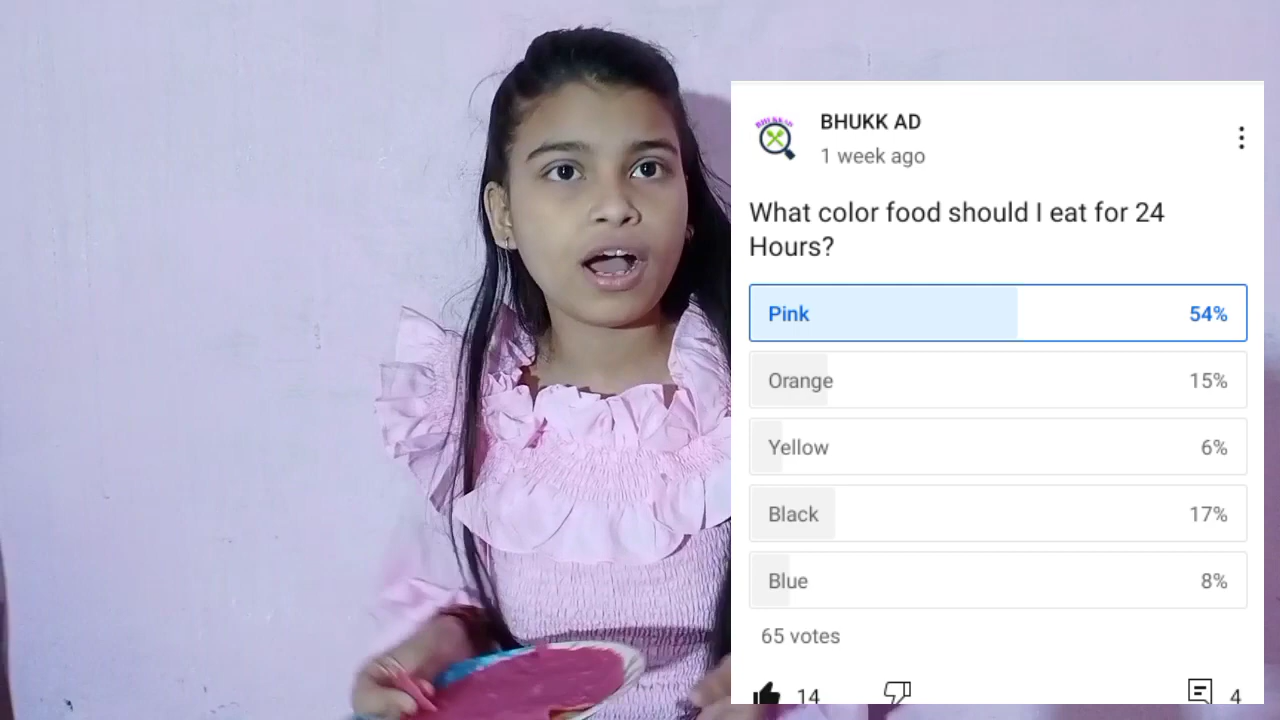 BHUKKAD
BHUKK AD
1 week ago
What color food should I eat for 24
Hours?
Pink 54%
Orange 15%
Yellow 6%
Black 17%
Blue 8%
65 votes
14 4